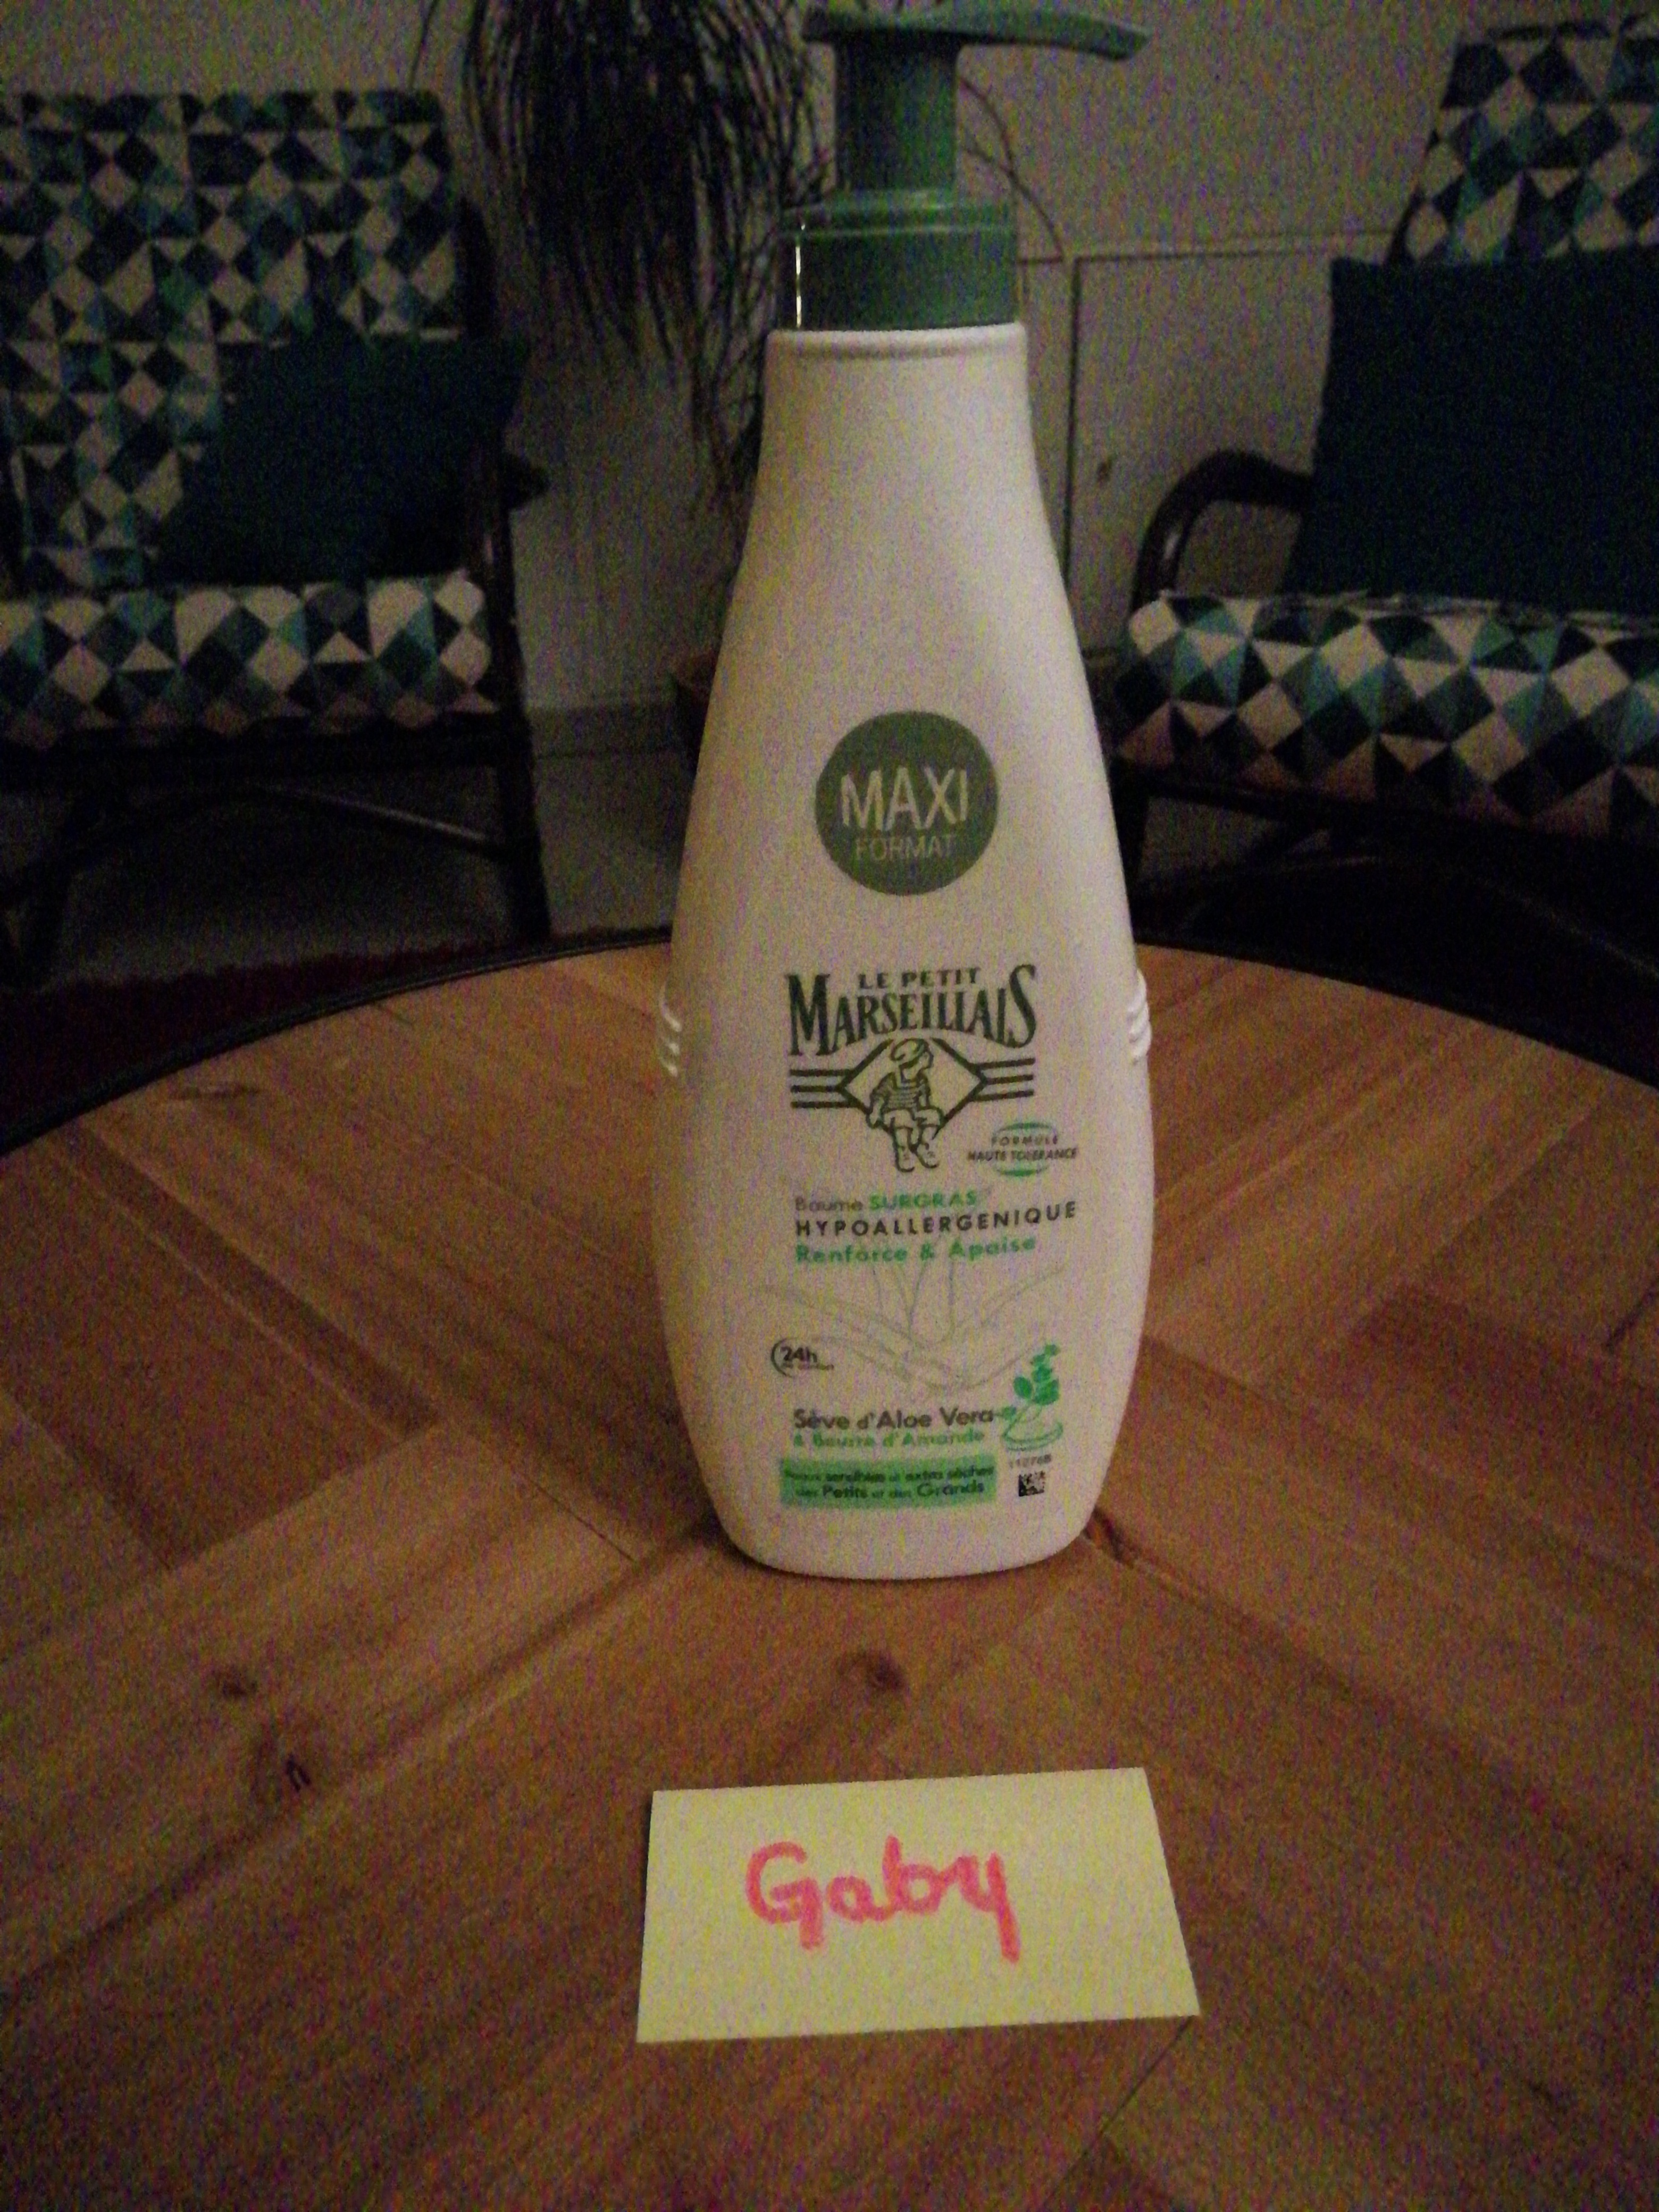 MAXI
FORMAT
LE PETIT
MARSEILLAIS
FORMULE
HAUTE TOLERANCE
Baume SURGRAS
HYPOALLERGENIQUE
Renforce & Apaise
24h
Sève d'Aloe Vera
& Beurre d'Amande
Peaux sensibles et extra sèches
des Petits et des Grands
Gaby